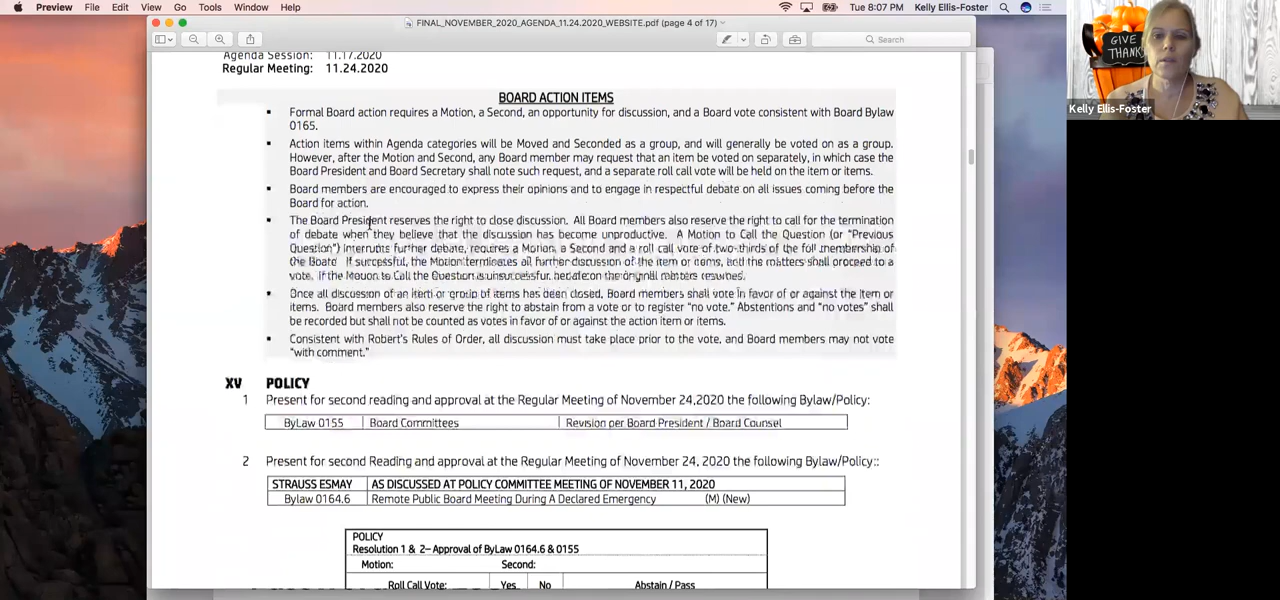 Preview File Edit View Go Tools Window Help Tue 8:07 PM Kelly Ellis-Foster
FINAL_NOVEMBER_2020_AGENDA_11.24.2020_WEBSITE.pdf (page 4 of 17)
Search
Agenda Session: 11.17.2020
Regular Meeting: 11.24.2020
BOARD ACTION ITEMS
▪ Formal Board action requires a Motion, a Second, an opportunity for discussion, and a Board vote consistent with Board Bylaw
0165.
▪ Action items within Agenda categories will be Moved and Seconded as a group, and will generally be voted on as a group.
However, after the Motion and Second, any Board member may request that an item be voted on separately, in which case the
Board President and Board Secretary shall note such request, and a separate roll call vote will be held on the item or items.
▪ Board members are encouraged to express their opinions and to engage in respectful debate on all issues coming before the
Board for action.
▪ The Board President reserves the right to close discussion. All Board members also reserve the right to call for the termination
of debate when they believe that the discussion has become unproductive. A Motion to Call the Question (or “Previous
Question”) interrupts further debate, requires a Motion, a Second and a roll call vote of two-thirds of the full membership of
the Board. If successful, the Motion terminates all further discussion of the item or items, and the matters shall proceed to a
vote. If the Motion to Call the Question is unsuccessful, debate on the original matters resumes.
▪ Once all discussion of an item or group of items has been closed, Board members shall vote in favor of or against the item or
items. Board members also reserve the right to abstain from a vote or to register “no vote.” Abstentions and “no votes” shall
be recorded but shall not be counted as votes in favor of or against the action item or items.
▪ Consistent with Robert’s Rules of Order, all discussion must take place prior to the vote, and Board members may not vote
“with comment.”
XV POLICY
1 Present for second reading and approval at the Regular Meeting of November 24,2020 the following Bylaw/Policy:
ByLaw 0155 Board Committees Revision per Board President / Board Counsel
2 Present for second Reading and approval at the Regular Meeting of November 24, 2020 the following Bylaw/Policy::
STRAUSS ESMAY AS DISCUSSED AT POLICY COMMITTEE MEETING OF NOVEMBER 11, 2020
Bylaw 0164.6 Remote Public Board Meeting During A Declared Emergency (M) (New)
POLICY
Resolution 1 & 2– Approval of ByLaw 0164.6 & 0155
Motion: Second:
Roll Call Vote: Yes No Abstain / Pass
GIVE
THANKS
Kelly Ellis-Foster